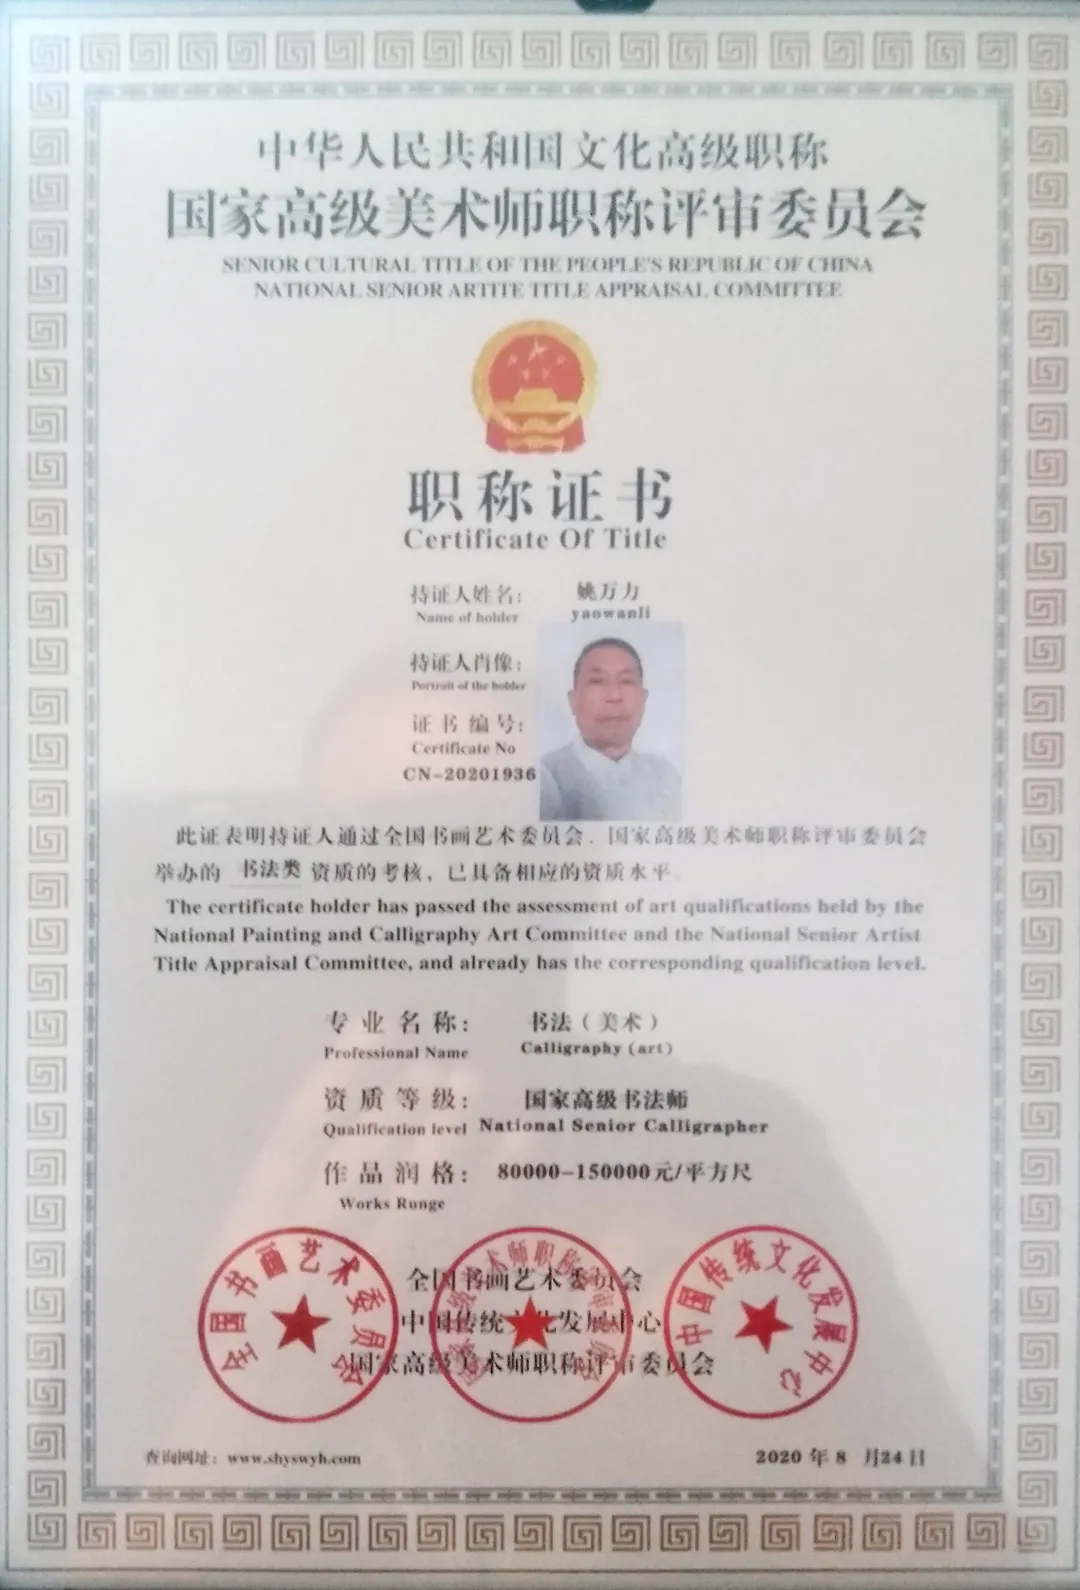 中华人民共和国文化高级职称
国家高级美术师职称评审委员会
SENIOR CULTURAL TITLE OF THE PEOPLE'S REPUBLIC OF CHINA
NATIONAL SENIOR ARTITE TITLE APPRAISAL COMMITTEE
职称证书
Certificate Of Title
持证人姓名: 姚万力
Name of holder yaowanli
持证人肖像:
Portrait of the holder
证书编号:
Certificate No
CN-20201936
此证表明持证人通过全国书画艺术委员会、国家高级美术师职称评审委员会
举办的 书法类 资质的考核，已具备相应的资质水平。
The certificate holder has passed the assessment of art qualifications held by the
National Painting and Calligraphy Art Committee and the National Senior Artist
Title Appraisal Committee, and already has the corresponding qualification level.
专业名称: 书法（美术）
Professional Name Calligraphy (art)
资质等级: 国家高级书法师
Qualification level National Senior Calligrapher
作品润格: 80000-150000元/平方尺
Works Runge
全国书画艺术委员会
中国传统文化发展中心
国家高级美术师职称评审委员会
全国书画艺术委员会
术师职称
中国传统文化发展中心
查询网址: www.shyswyh.com
2020 年 8 月24 日